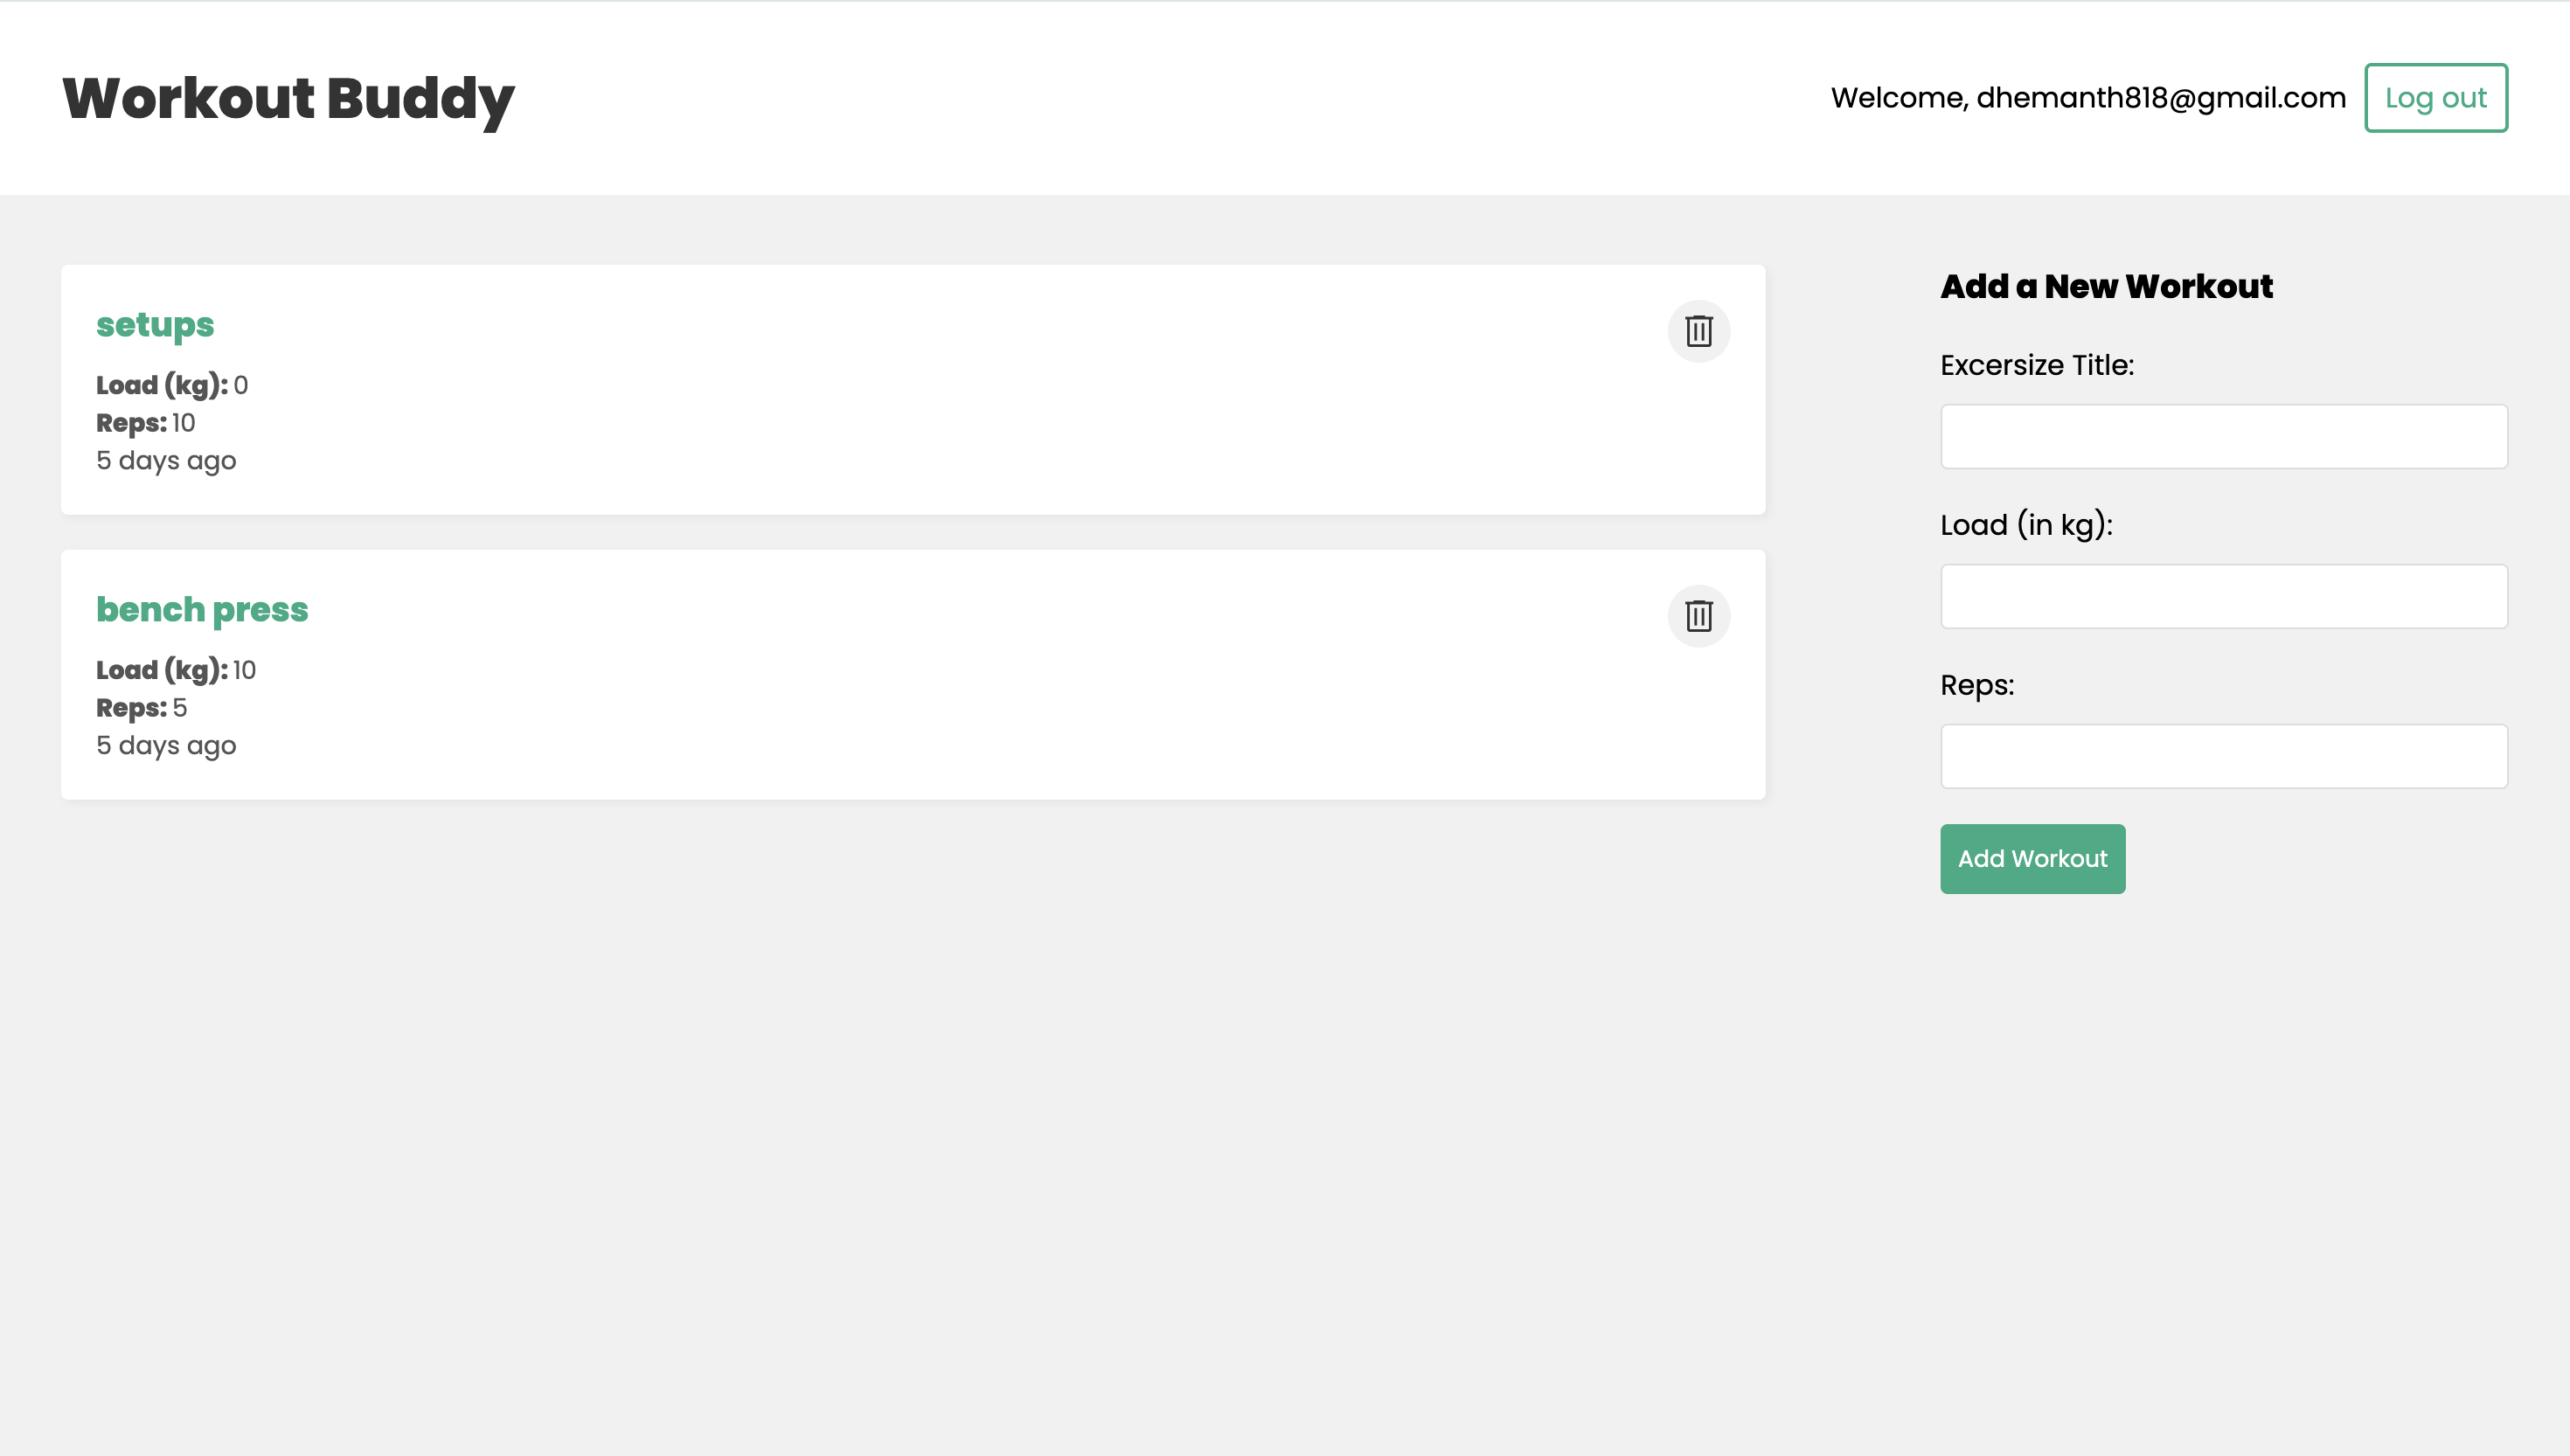 Workout Buddy
Welcome, dhemanth818@gmail.com
Log out
setups
Load (kg): 0
Reps: 10
5 days ago
bench press
Load (kg): 10
Reps: 5
5 days ago
Add a New Workout
Excersize Title:
Load (in kg):
Reps:
Add Workout